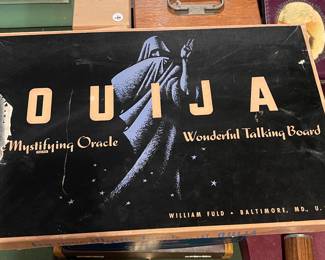 OUIJA
Mystifying Oracle
Wonderful Talking Board
WILLIAM FULD • BALTIMORE, MD., U.